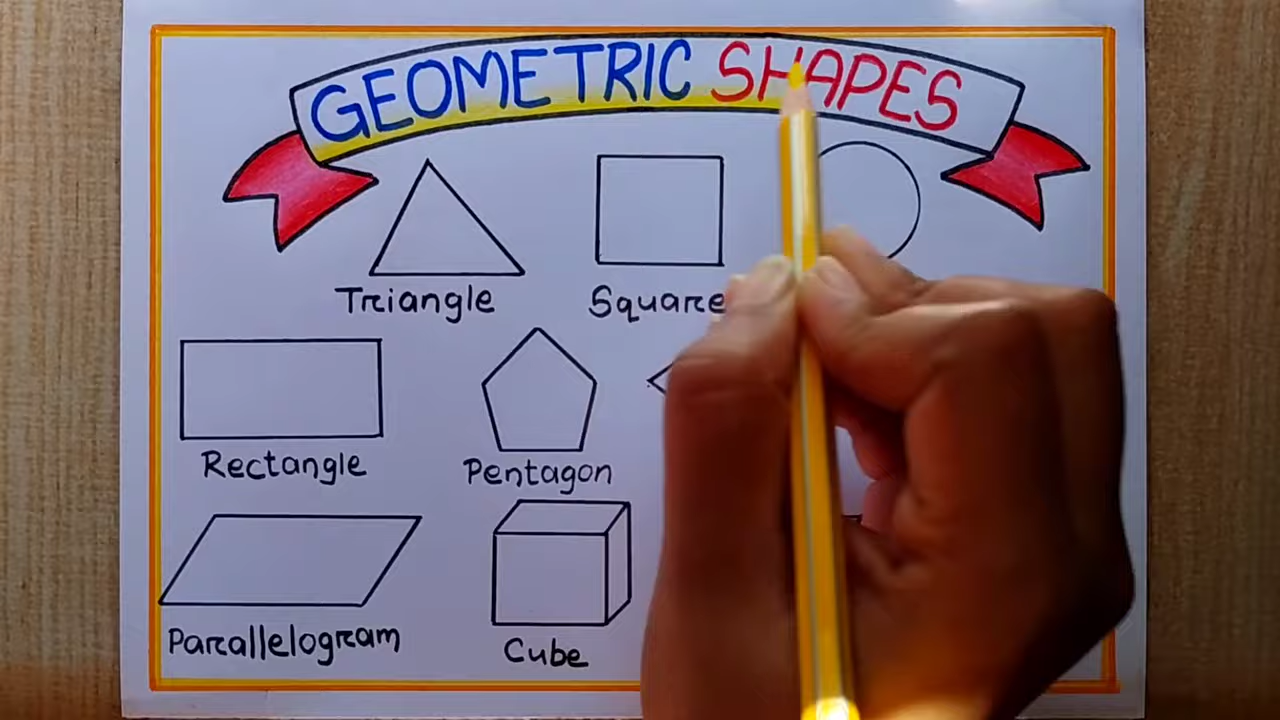 GEOMETRIC SHAPES
Triangle
Square
Rectangle
Pentagon
Parallelogram
Cube